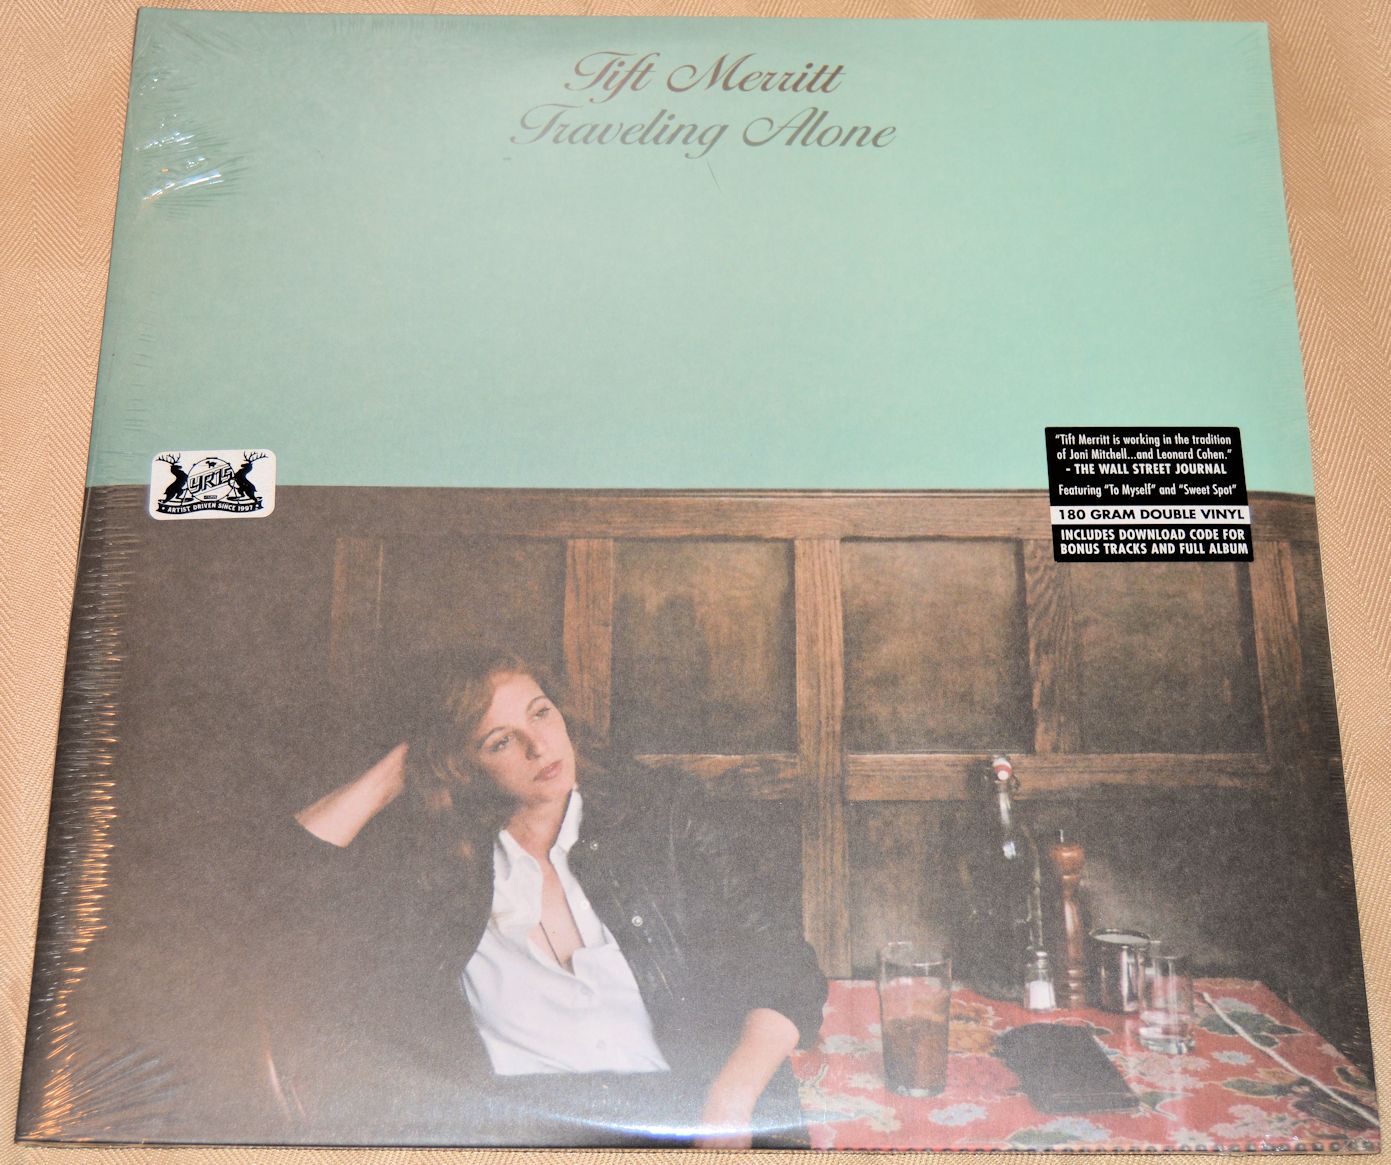 Tift Merritt
Traveling Alone
YR15
ARTIST DRIVEN SINCE 1997
"Tift Merritt is working in the tradition
of Joni Mitchell...and Leonard Cohen."
- THE WALL STREET JOURNAL
Featuring "To Myself" and "Sweet Spot"
180 GRAM DOUBLE VINYL
INCLUDES DOWNLOAD CODE FOR
BONUS TRACKS AND FULL ALBUM